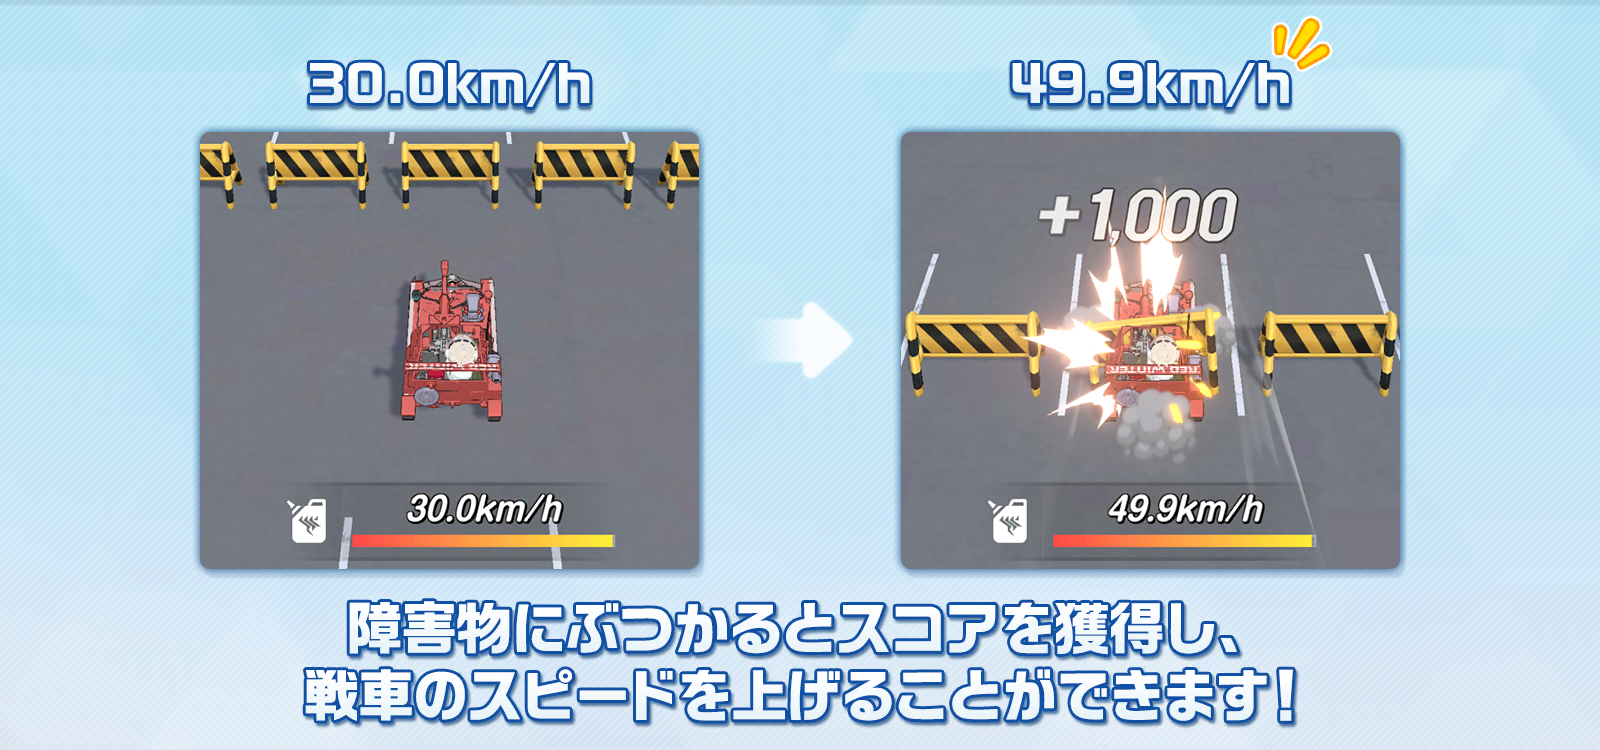 30.0km/h
49.9km/h
+1,000
RED WINTER
30.0km/h
49.9km/h
障害物にぶつかるとスコアを獲得し、
戦車のスピードを上げることができます!